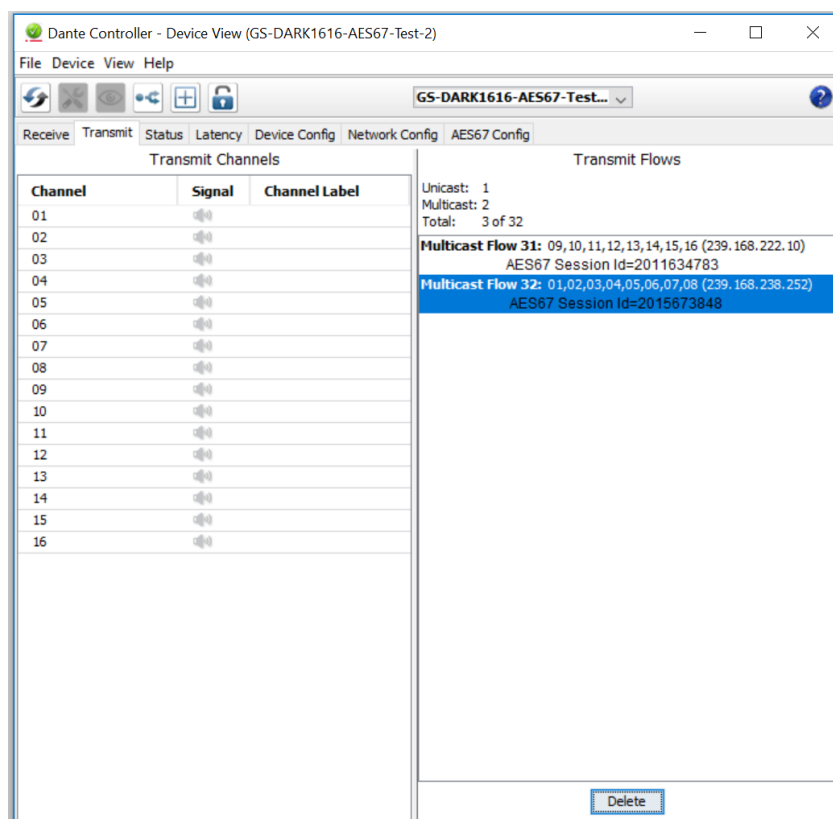 Dante Controller - Device View (GS-DARK1616-AES67-Test-2)
File Device View Help
GS-DARK1616-AES67-Test...
Receive Transmit Status Latency Device Config Network Config AES67 Config
Transmit Channels
Channel Signal Channel Label
01
02
03
04
05
06
07
08
09
10
11
12
13
14
15
16
Transmit Flows
Unicast: 1
Multicast: 2
Total: 3 of 32
Multicast Flow 31: 09,10,11,12,13,14,15,16 (239.168.222.10)
AES67 Session Id=2011634783
Multicast Flow 32: 01,02,03,04,05,06,07,08 (239.168.238.252)
AES67 Session Id=2015673848
Delete